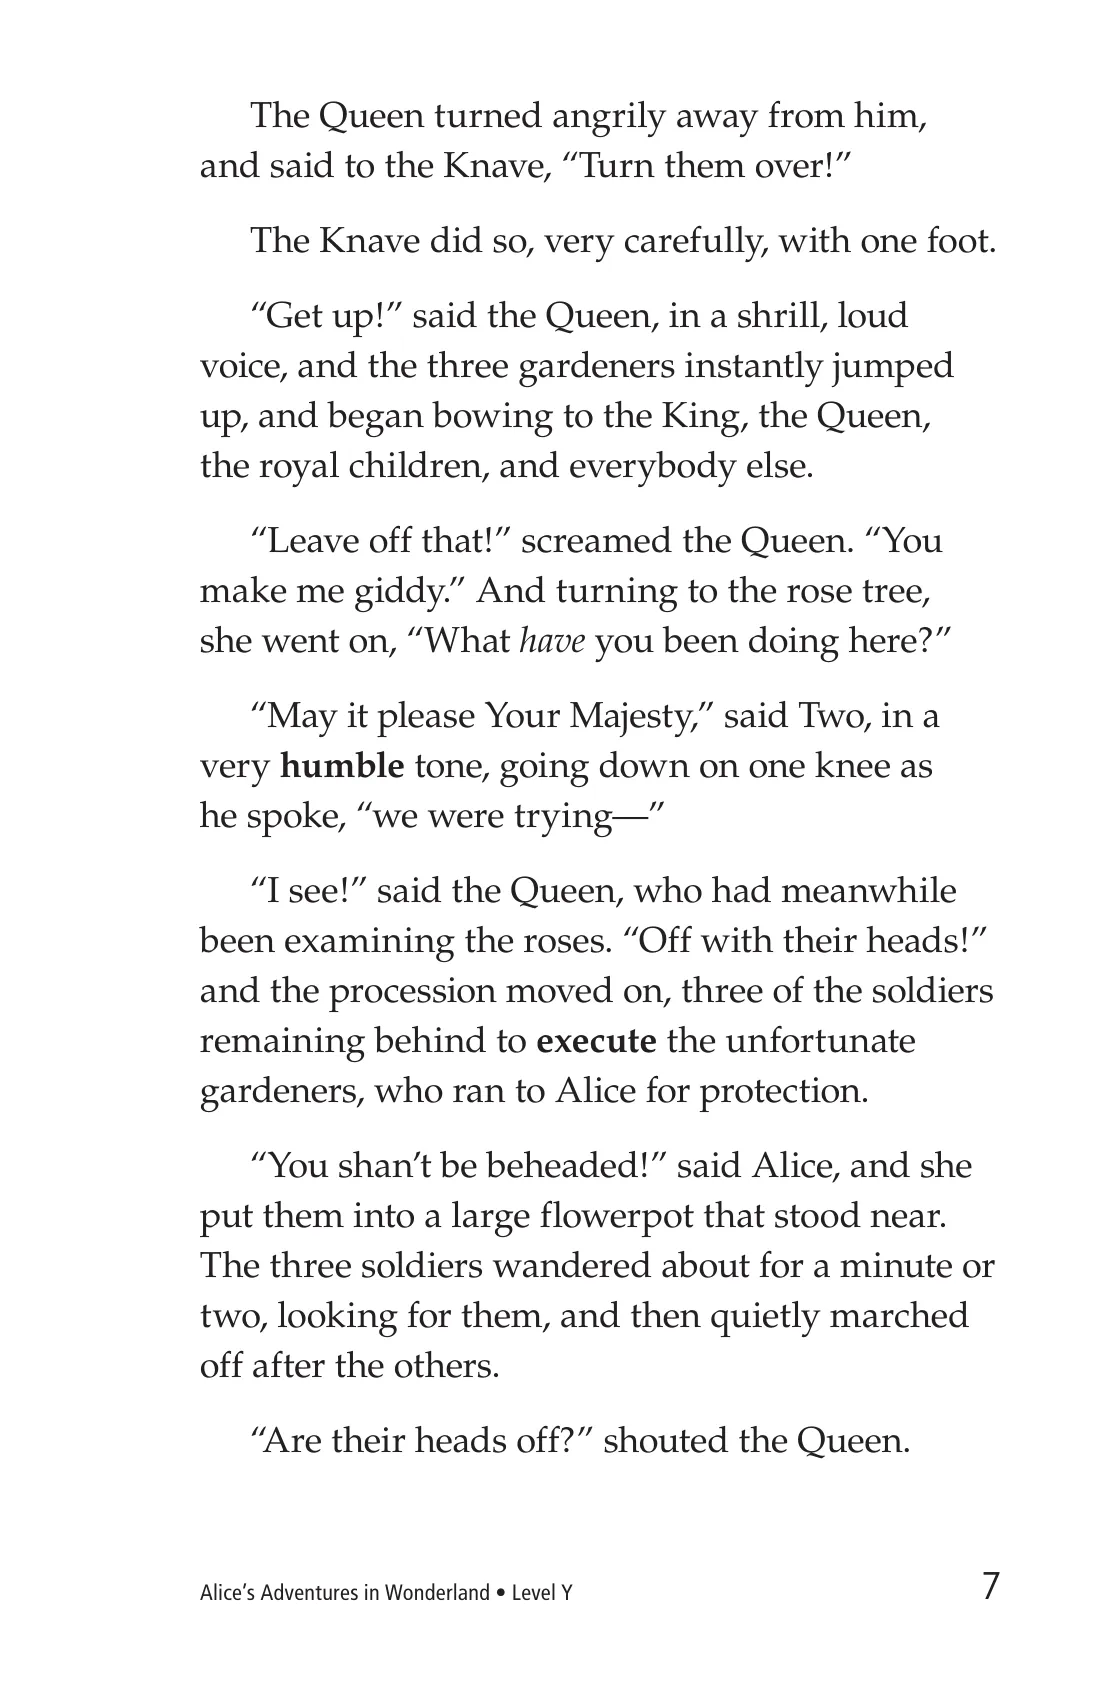 The Queen turned angrily away from him,
and said to the Knave, “Turn them over!”
The Knave did so, very carefully, with one foot.
“Get up!” said the Queen, in a shrill, loud
voice, and the three gardeners instantly jumped
up, and began bowing to the King, the Queen,
the royal children, and everybody else.
“Leave off that!” screamed the Queen. “You
make me giddy.” And turning to the rose tree,
she went on, “What have you been doing here?”
“May it please Your Majesty,” said Two, in a
very humble tone, going down on one knee as
he spoke, “we were trying—”
“I see!” said the Queen, who had meanwhile
been examining the roses. “Off with their heads!”
and the procession moved on, three of the soldiers
remaining behind to execute the unfortunate
gardeners, who ran to Alice for protection.
“You shan’t be beheaded!” said Alice, and she
put them into a large flowerpot that stood near.
The three soldiers wandered about for a minute or
two, looking for them, and then quietly marched
off after the others.
“Are their heads off?” shouted the Queen.
Alice’s Adventures in Wonderland • Level Y
7